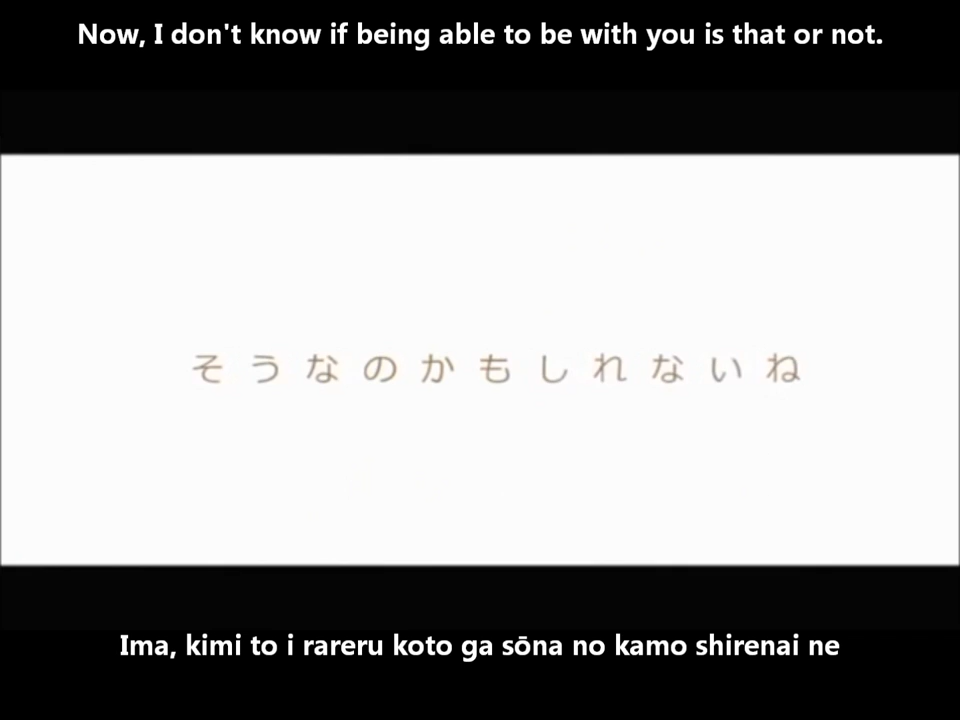 Now, I don't know if being able to be with you is that or not.
そうなのかもしれないね
Ima, kimi to i rareru koto ga sōna no kamo shirenai ne